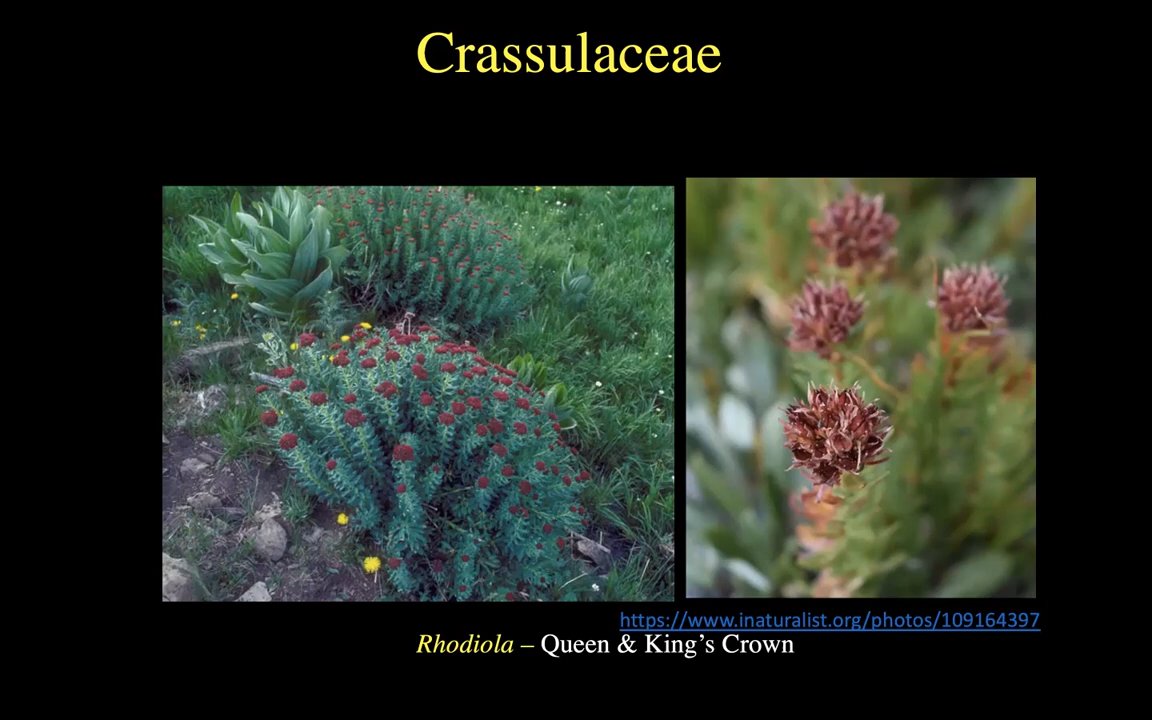 Crassulaceae
https://www.inaturalist.org/photos/109164397
Rhodiola – Queen & King’s Crown